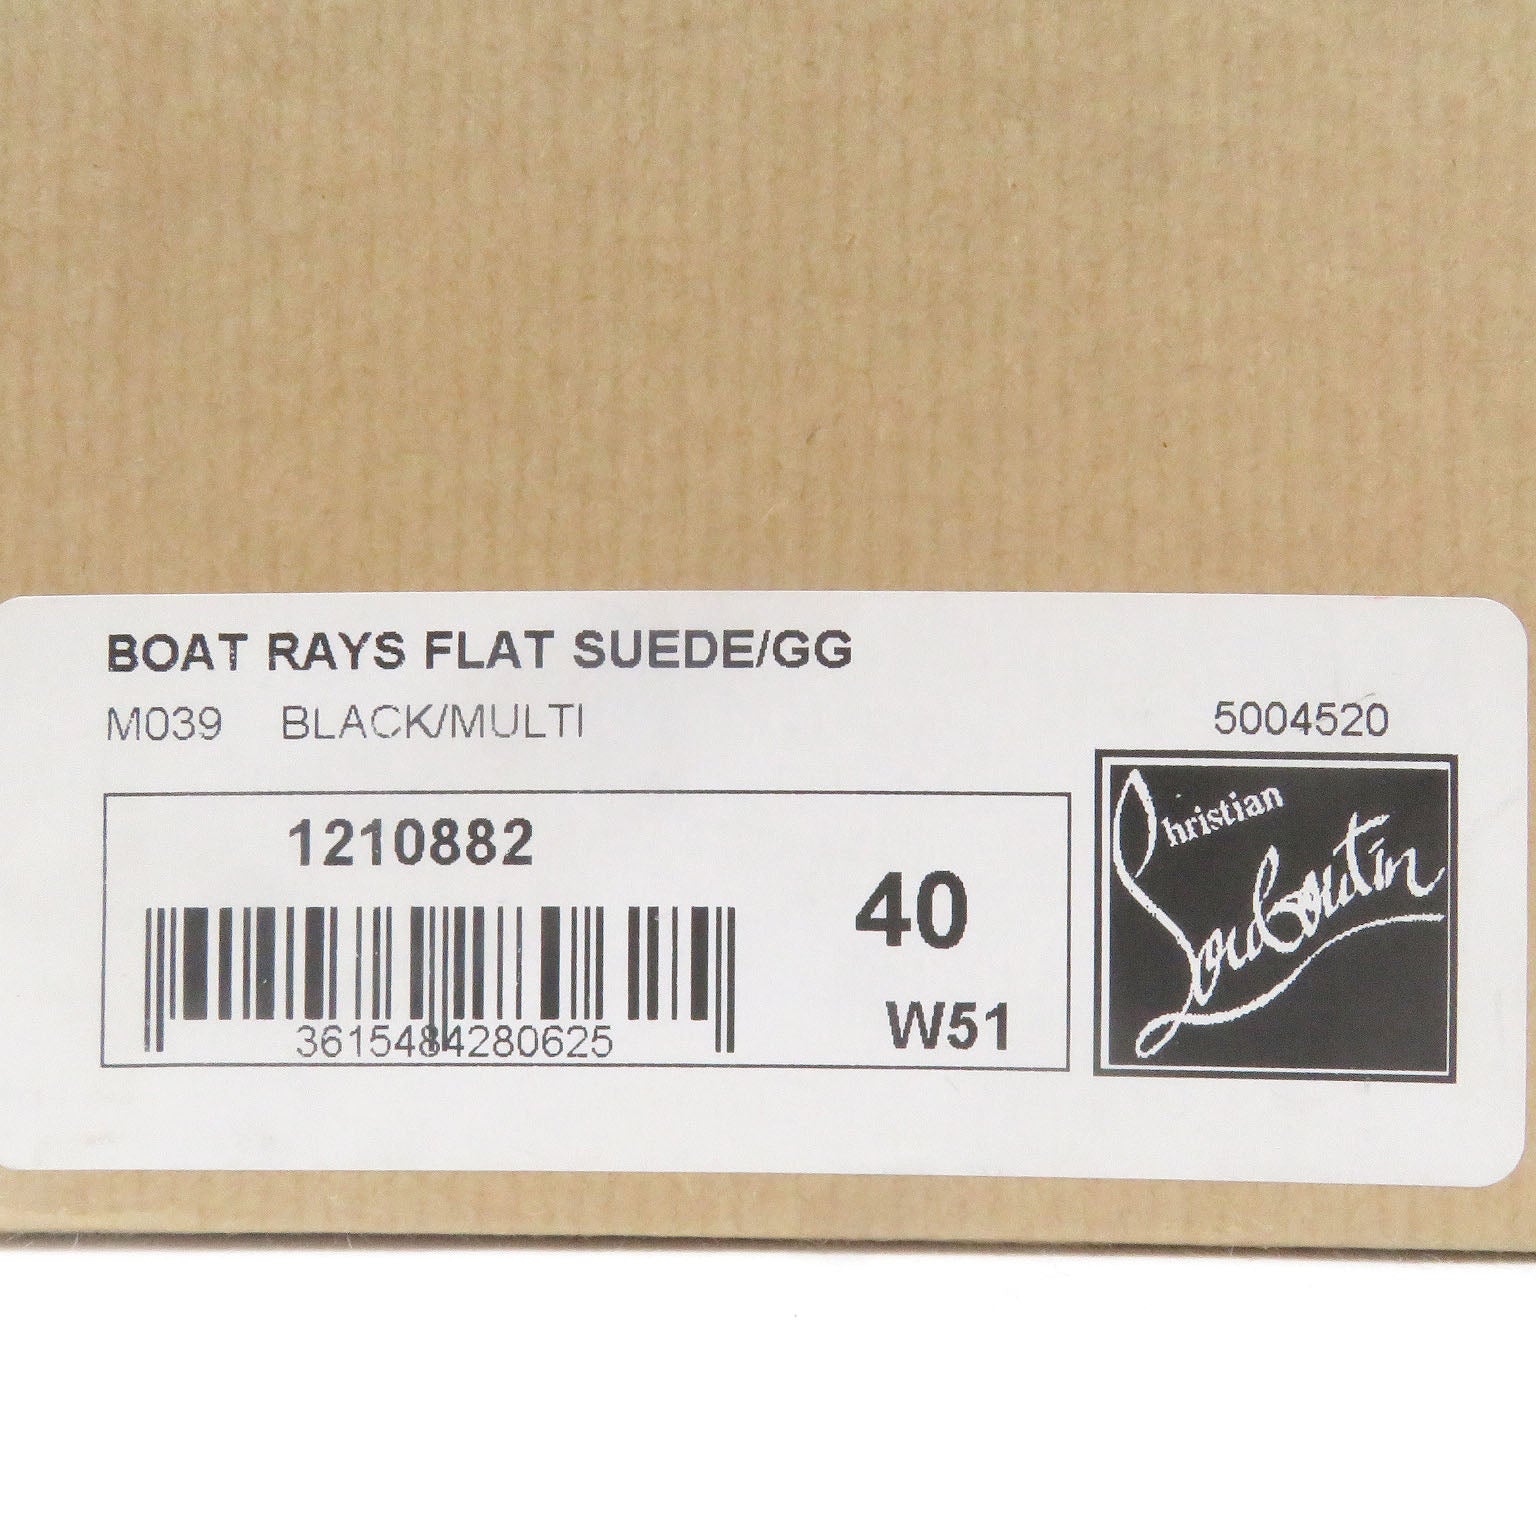 BOAT RAYS FLAT SUEDE/GG
M039 BLACK/MULTI
5004520
1210882
40
W51
3615484280625
Christian
Louboutin